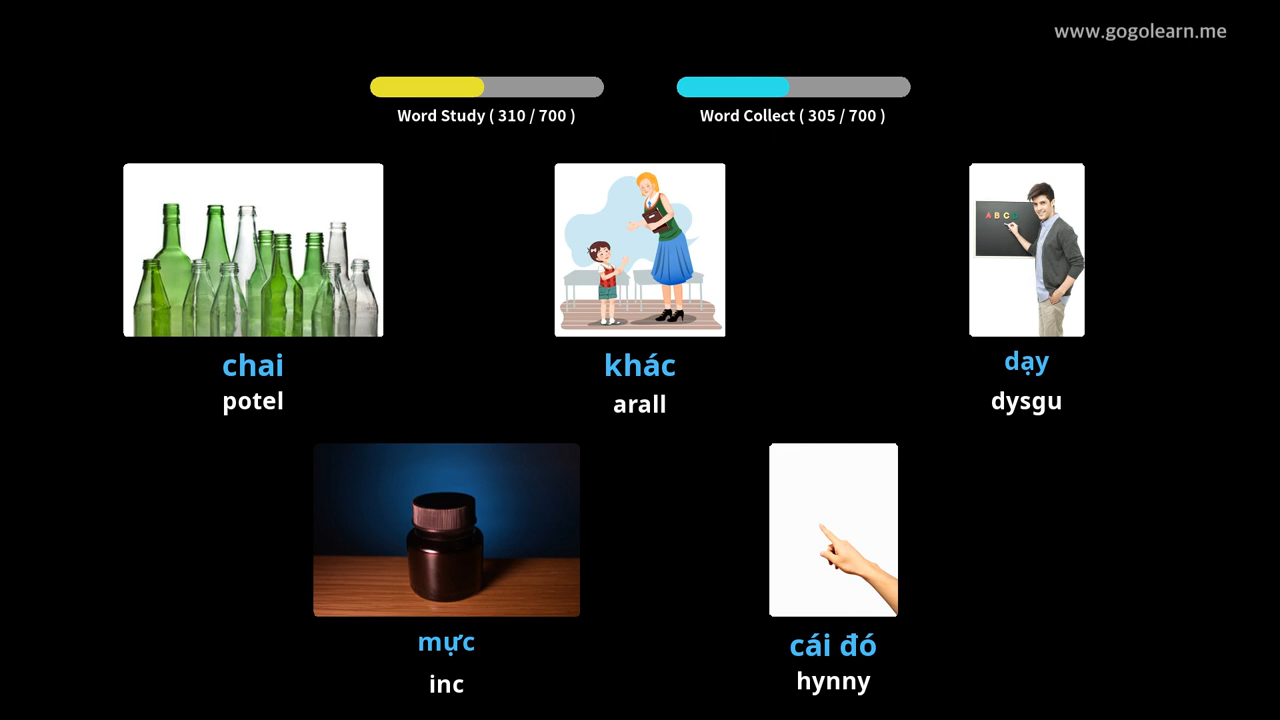 www.gogolearn.me
Word Study ( 310 / 700 )
Word Collect ( 305 / 700 )
chai
potel
khác
arall
A B C D
dạy
dysgu
mực
inc
cái đó
hynny